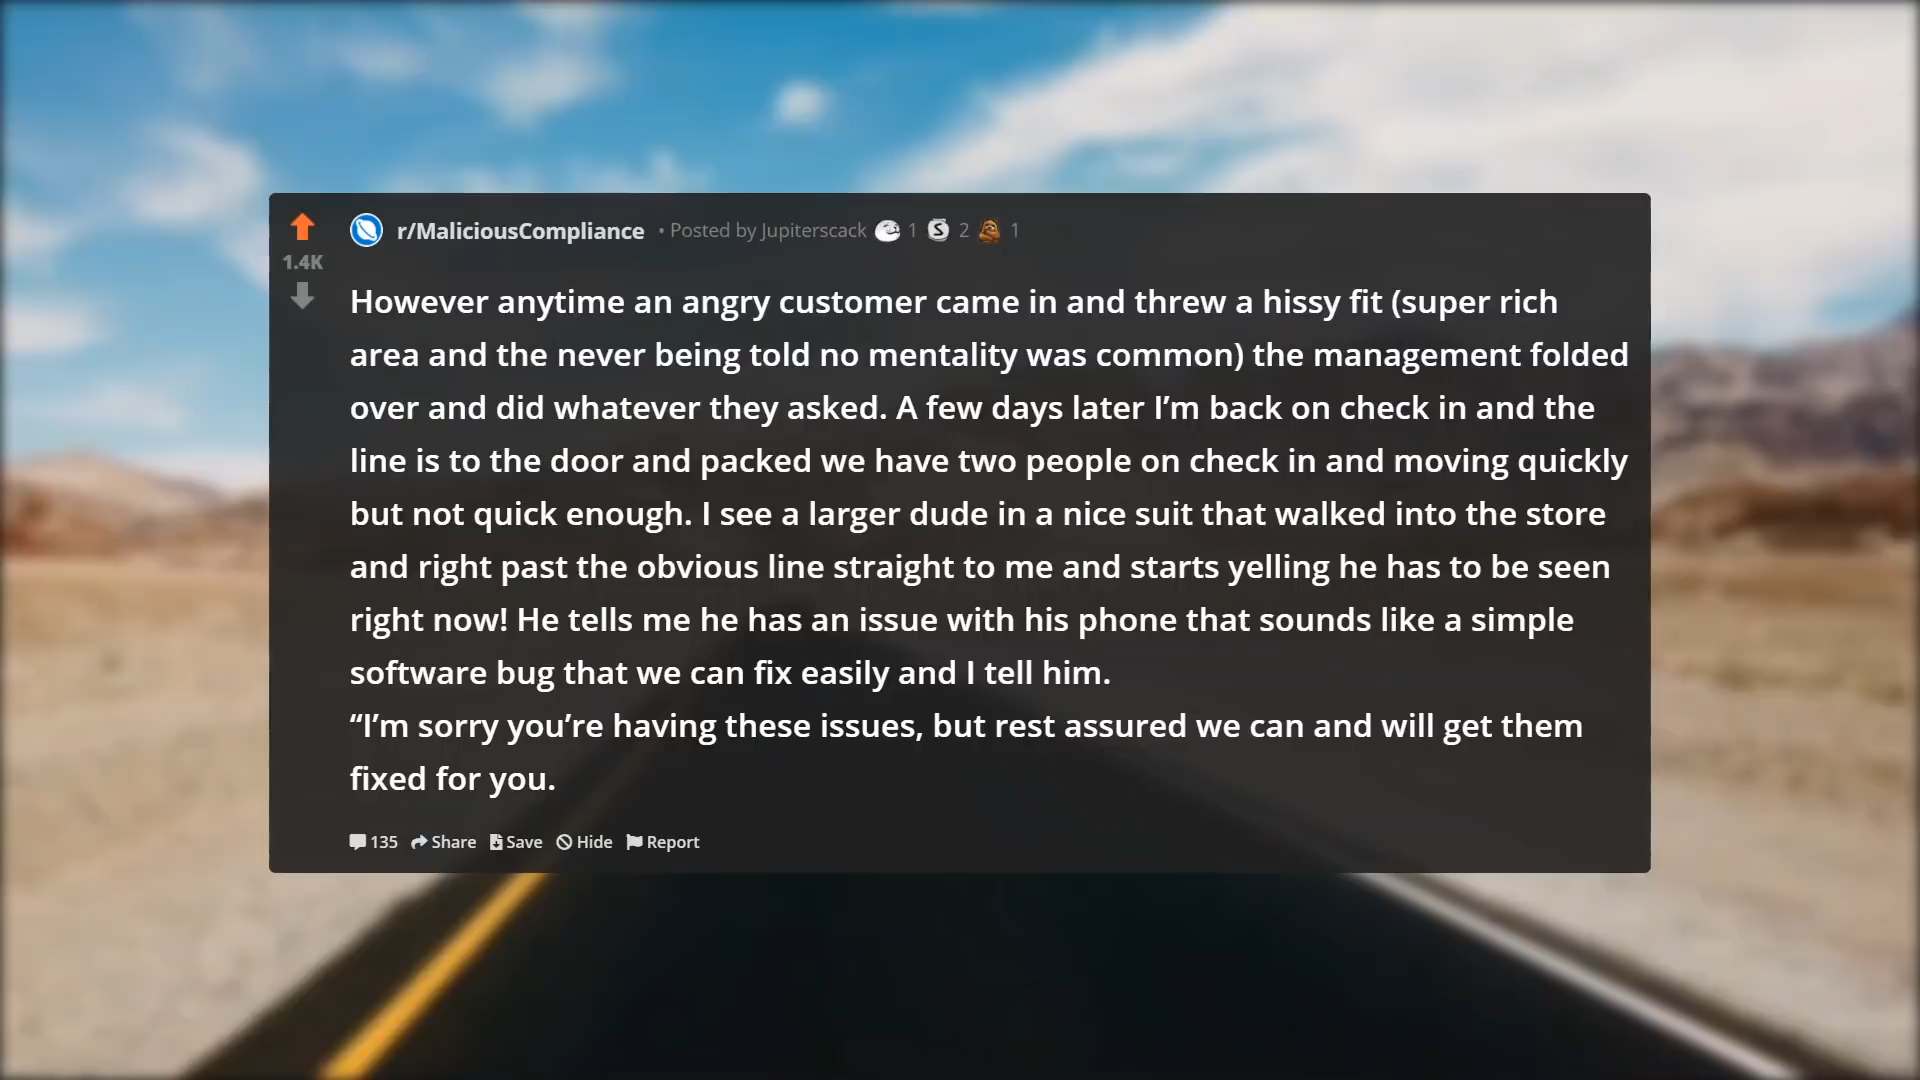 r/MaliciousCompliance • Posted by Jupiterscack 1 S 2 1
1.4K
However anytime an angry customer came in and threw a hissy fit (super rich
area and the never being told no mentality was common) the management folded
over and did whatever they asked. A few days later I’m back on check in and the
line is to the door and packed we have two people on check in and moving quickly
but not quick enough. I see a larger dude in a nice suit that walked into the store
and right past the obvious line straight to me and starts yelling he has to be seen
right now! He tells me he has an issue with his phone that sounds like a simple
software bug that we can fix easily and I tell him.
“I’m sorry you’re having these issues, but rest assured we can and will get them
fixed for you.
135 Share Save Hide Report